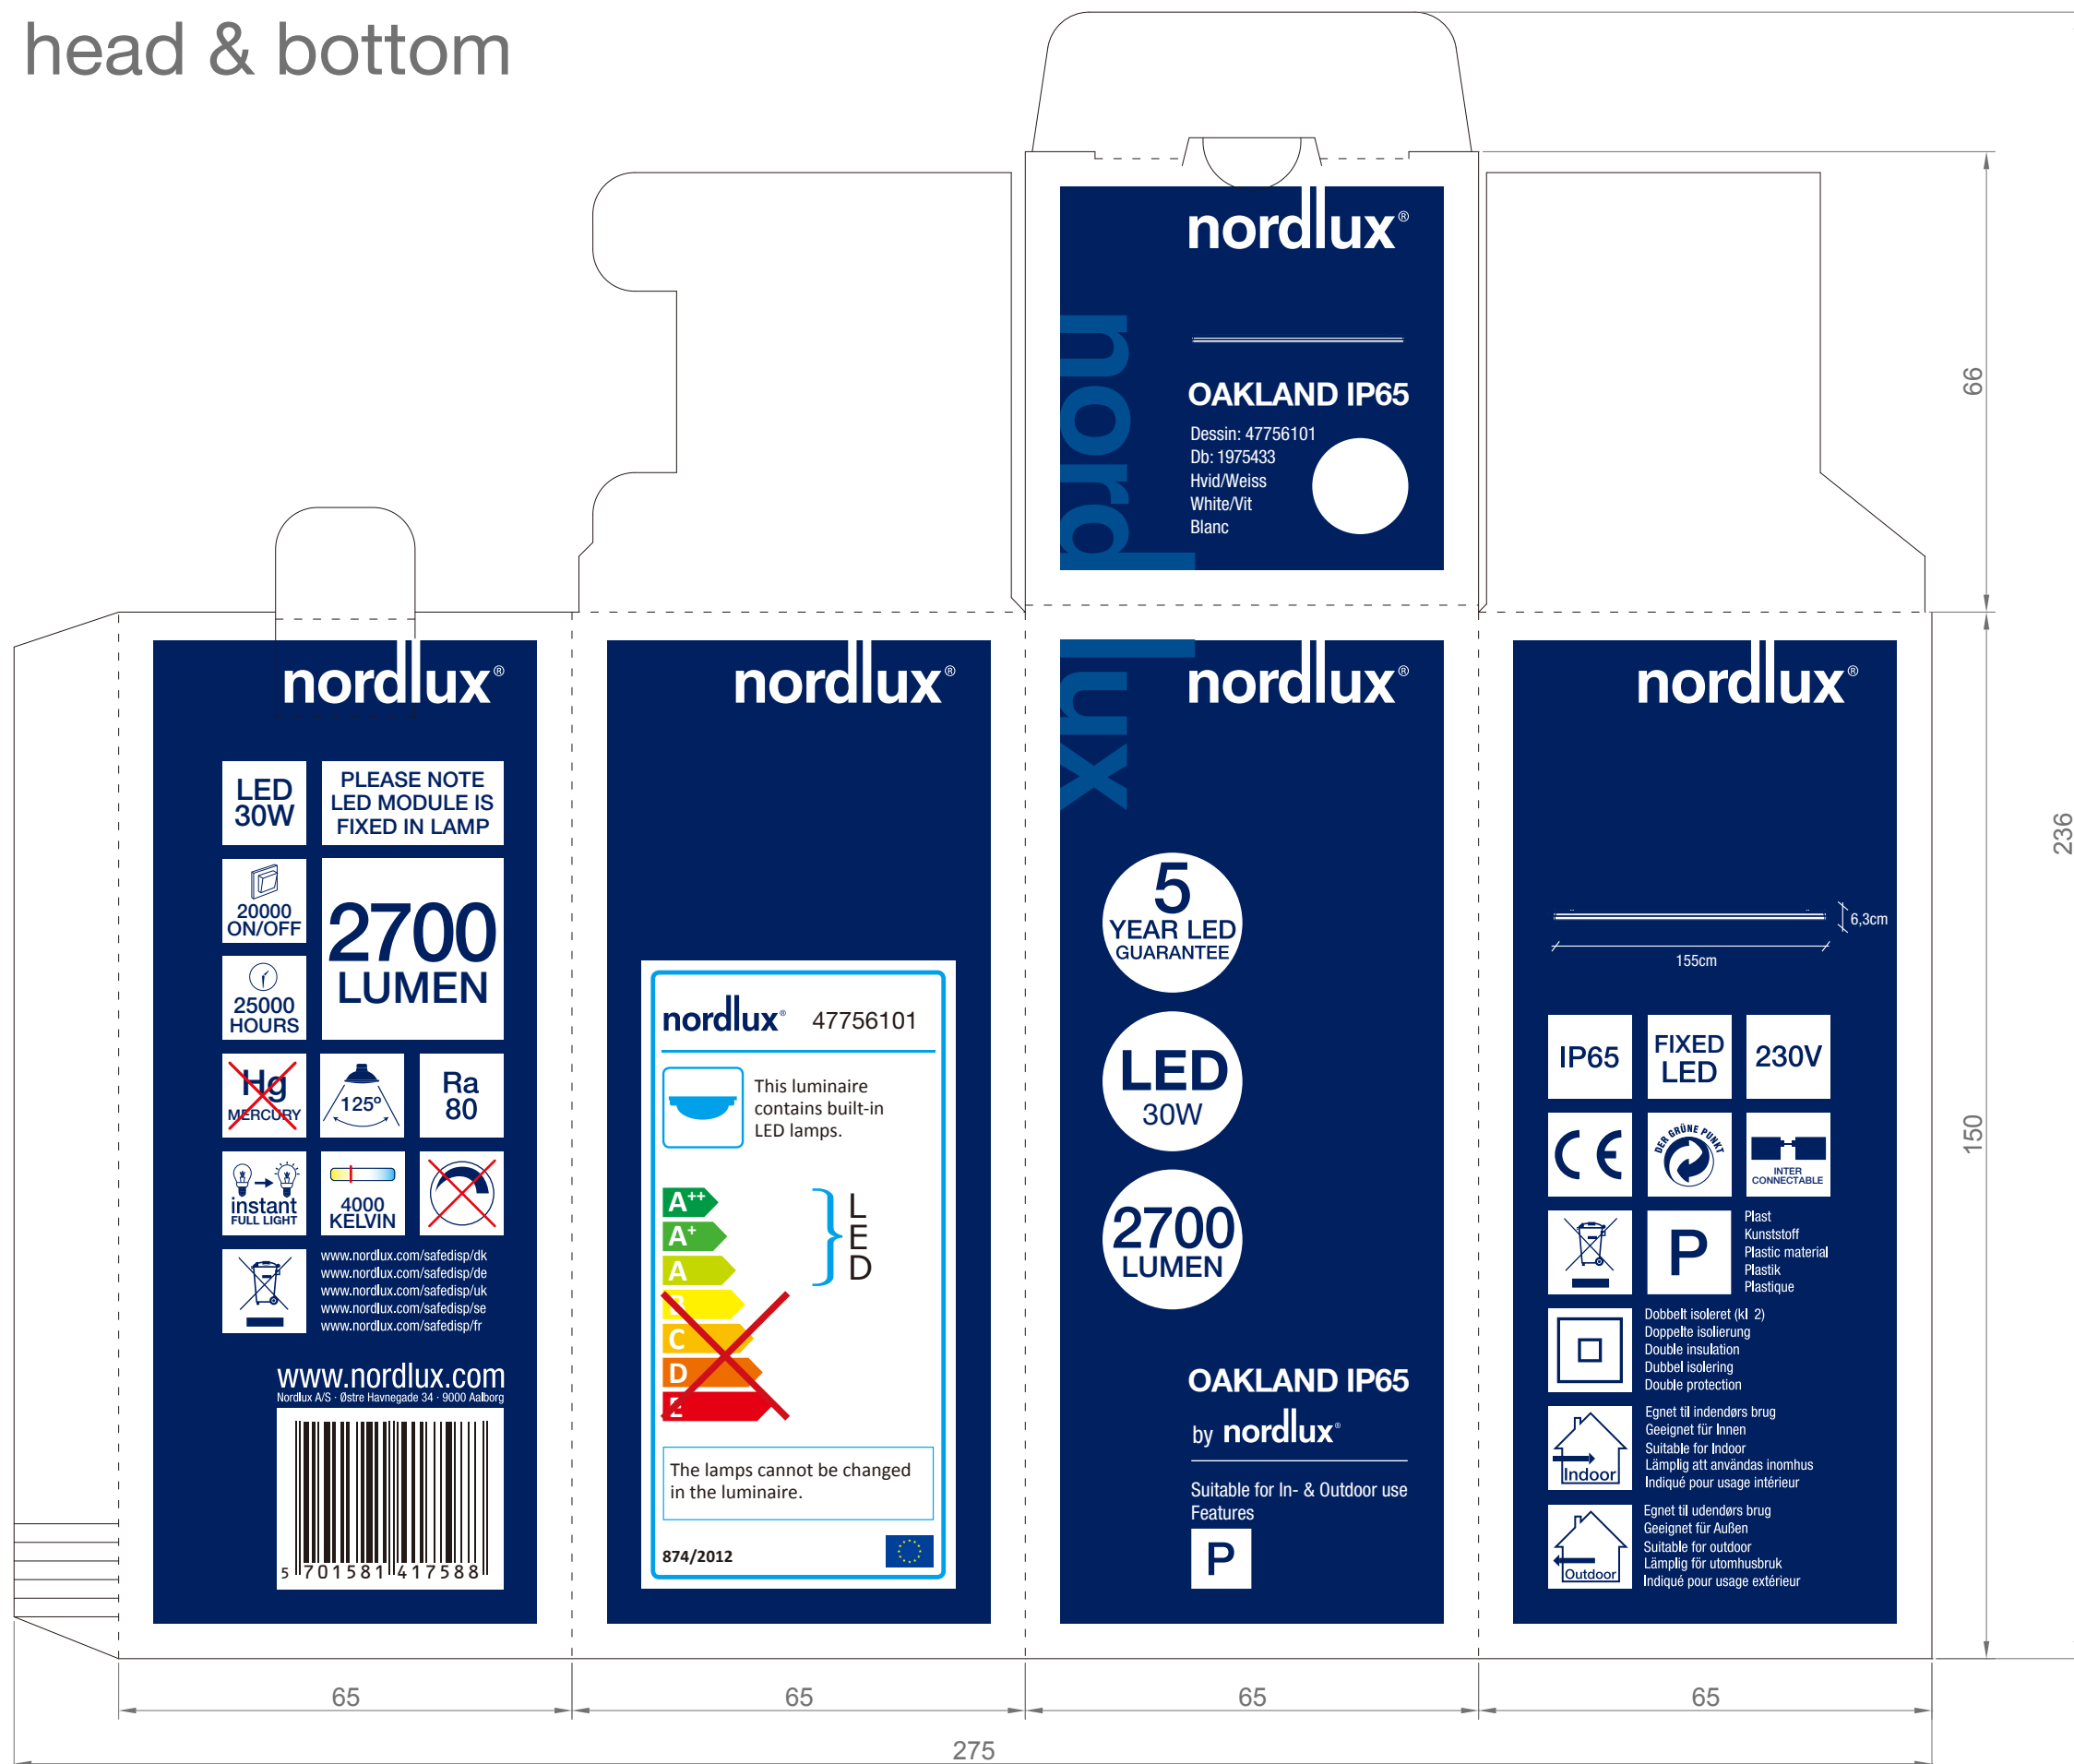 head & bottom
nordlux®
nord
OAKLAND IP65
Dessin: 47756101
Db: 1975433
Hvid/Weiss
White/Vit
Blanc
66
nordlux®
LED
30W
PLEASE NOTE
LED MODULE IS
FIXED IN LAMP
20000
ON/OFF
2700
LUMEN
25000
HOURS
Hg
MERCURY
125º
Ra
80
instant
FULL LIGHT
4000
KELVIN
www.nordlux.com/safedisp/dk
www.nordlux.com/safedisp/de
www.nordlux.com/safedisp/uk
www.nordlux.com/safedisp/se
www.nordlux.com/safedisp/fr
www.nordlux.com
Nordlux A/S · Østre Havnegade 34 · 9000 Aalborg
5 701581 417588
nordlux®
nordlux® 47756101
This luminaire
contains built-in
LED lamps.
A++
A+
A
B
C
D
E
LED
The lamps cannot be changed
in the luminaire.
874/2012
lux
nordlux®
5
YEAR LED
GUARANTEE
LED
30W
2700
LUMEN
OAKLAND IP65
by nordlux®
Suitable for In- & Outdoor use
Features
P
nordlux®
6,3cm
155cm
IP65
FIXED
LED
230V
CE
DER GRÜNE PUNKT
INTER
CONNECTABLE
P
Plast
Kunststoff
Plastic material
Plastik
Plastique
Dobbelt isoleret (kl 2)
Doppelte isolierung
Double insulation
Dubbel isolering
Double protection
Indoor
Egnet til indendørs brug
Geeignet für Innen
Suitable for Indoor
Lämplig att användas inomhus
Indiqué pour usage intérieur
Outdoor
Egnet til udendørs brug
Geeignet für Außen
Suitable for outdoor
Lämplig för utomhusbruk
Indiqué pour usage extérieur
236
150
65
65
65
65
275